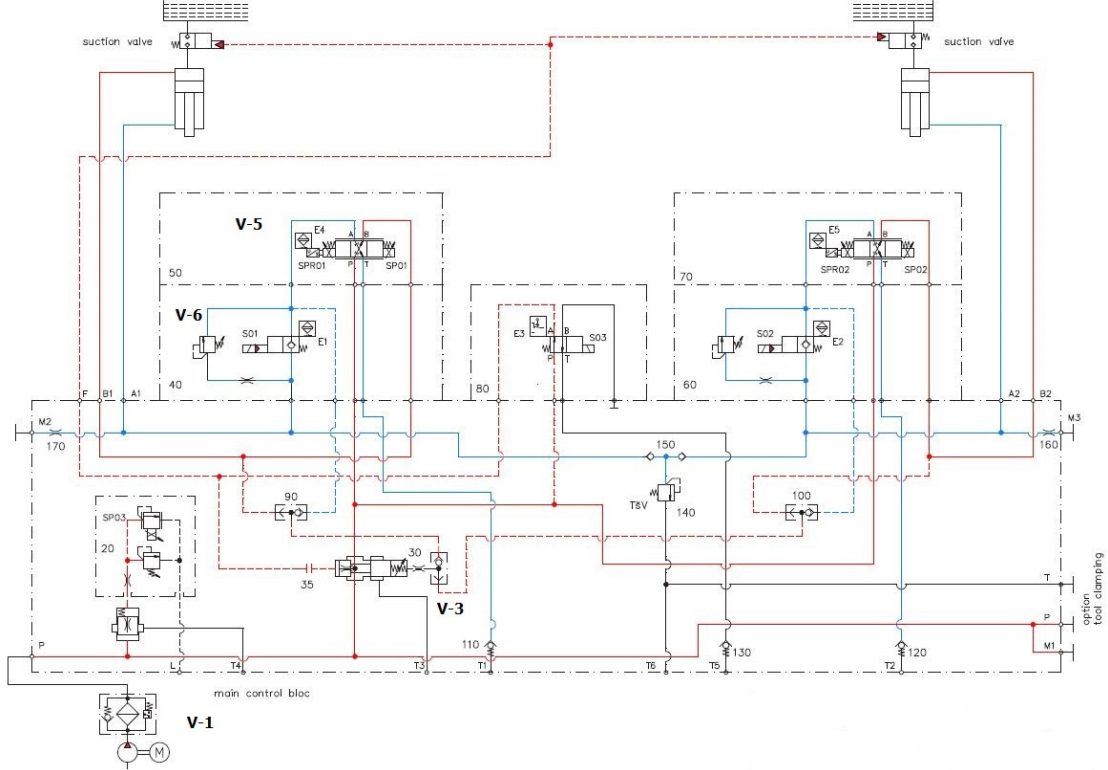 suction valve
suction valve
V-5
E4
A B
SPR01
P T
SP01
50
E5
A B
SPR02
P T
SP02
70
V-6
S01
E1
40
E3
A B
S03
P T
80
S02
E2
60
F B1 A1
A2 B2
M2
170
M3
160
150
90
100
TŠV
140
SP03
20
30
35
V-3
T
option
tool clamping
P
M1
P
110
130
120
L T4 T3 T1 T6 T5 T2
main control bloc
V-1
M